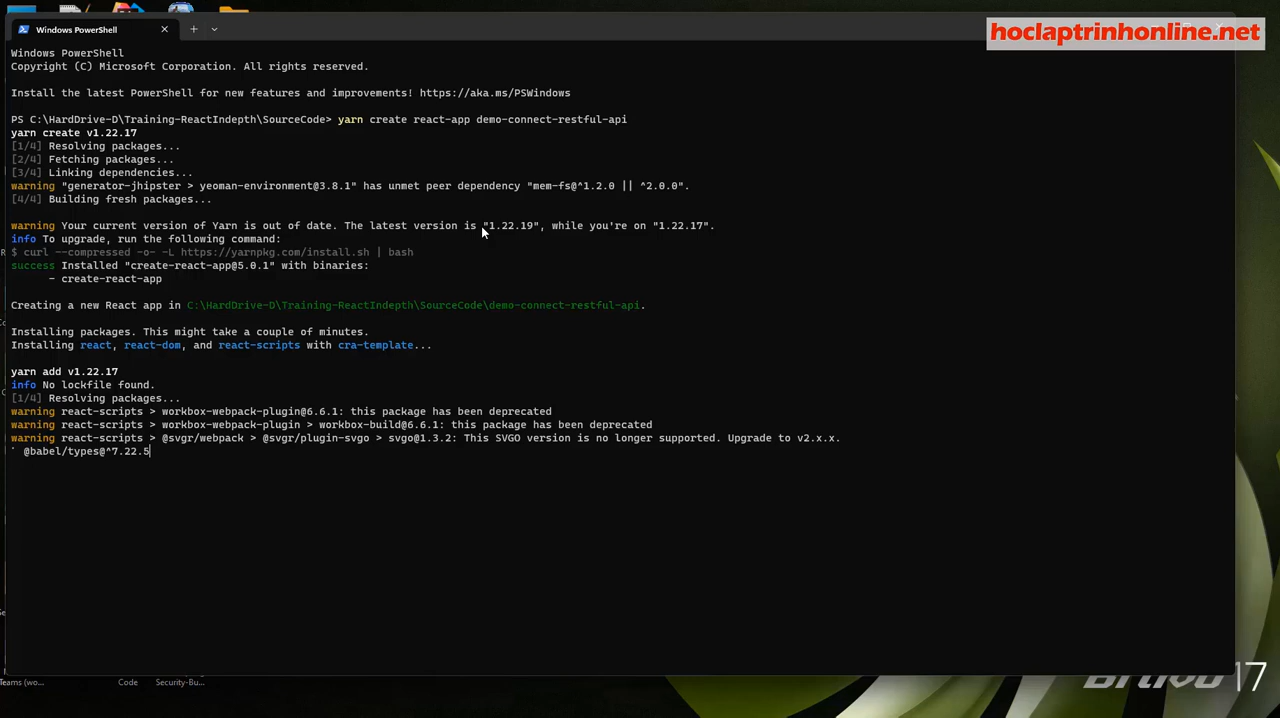 Windows PowerShell
hoclaptrinhonline.net
Windows PowerShell
Copyright (C) Microsoft Corporation. All rights reserved.
Install the latest PowerShell for new features and improvements! https://aka.ms/PSWindows
PS C:\HardDrive-D\Training-ReactIndepth\SourceCode> yarn create react-app demo-connect-restful-api
yarn create v1.22.17
[1/4] Resolving packages...
[2/4] Fetching packages...
[3/4] Linking dependencies...
warning "generator-jhipster > yeoman-environment@3.8.1" has unmet peer dependency "mem-fs@^1.2.0 || ^2.0.0".
[4/4] Building fresh packages...
warning Your current version of Yarn is out of date. The latest version is "1.22.19", while you're on "1.22.17".
info To upgrade, run the following command:
$ curl --compressed -o- -L https://yarnpkg.com/install.sh | bash
success Installed "create-react-app@5.0.1" with binaries:
- create-react-app
Creating a new React app in C:\HardDrive-D\Training-ReactIndepth\SourceCode\demo-connect-restful-api.
Installing packages. This might take a couple of minutes.
Installing react, react-dom, and react-scripts with cra-template...
yarn add v1.22.17
info No lockfile found.
[1/4] Resolving packages...
warning react-scripts > workbox-webpack-plugin@6.6.1: this package has been deprecated
warning react-scripts > workbox-webpack-plugin > workbox-build@6.6.1: this package has been deprecated
warning react-scripts > @svgr/webpack > @svgr/plugin-svgo > svgo@1.3.2: This SVGO version is no longer supported. Upgrade to v2.x.x.
@babel/types@^7.22.5
Teams (wo...
Code
Security-Bu...
17